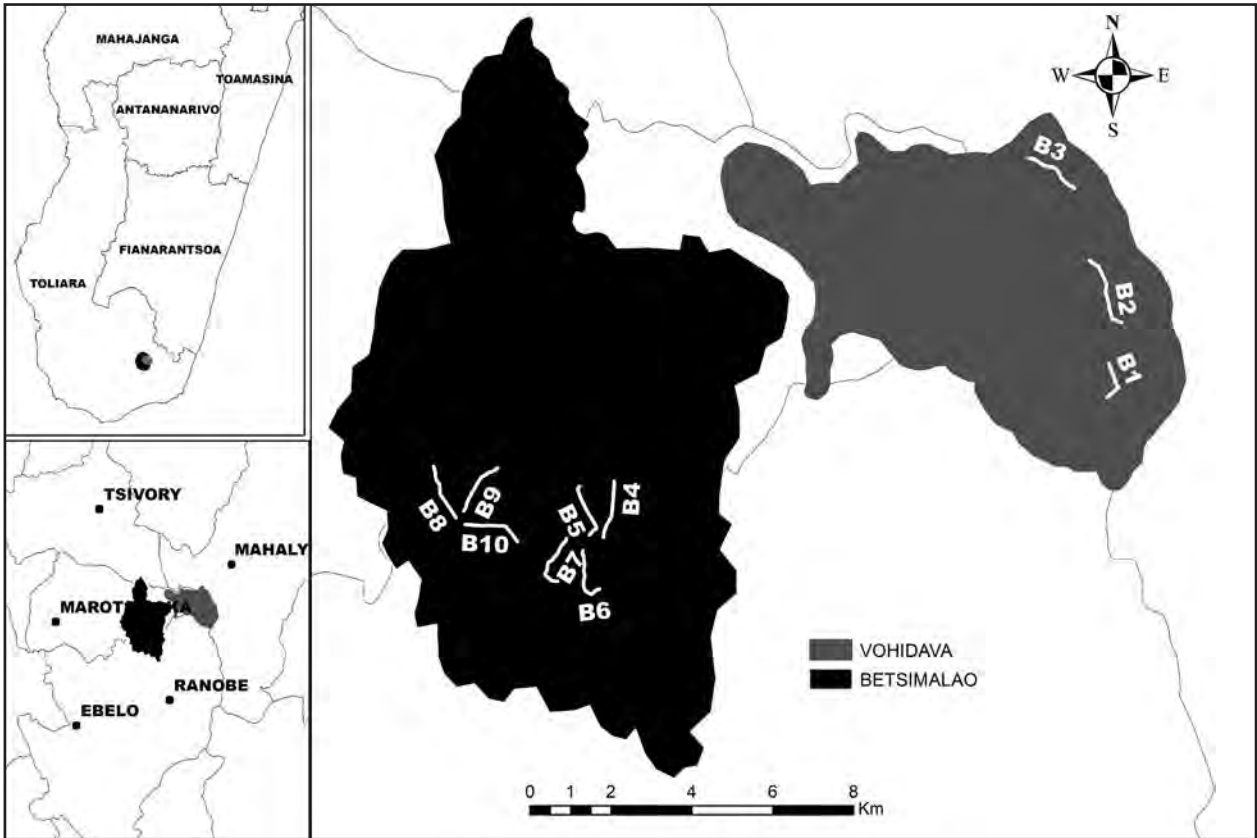 MAHAJANGA
TOAMASINA
ANTANANARIVO
FIANARANTSOA
TOLIARA
TSIVORY
MAHALY
RANOBE
EBELO
N
W
E
S
B3
B2
B1
B4
B5
B9
B8
B10
B7
B6
VOHIDAVA
BETSIMALAO
0 1 2 4 6 8
Km